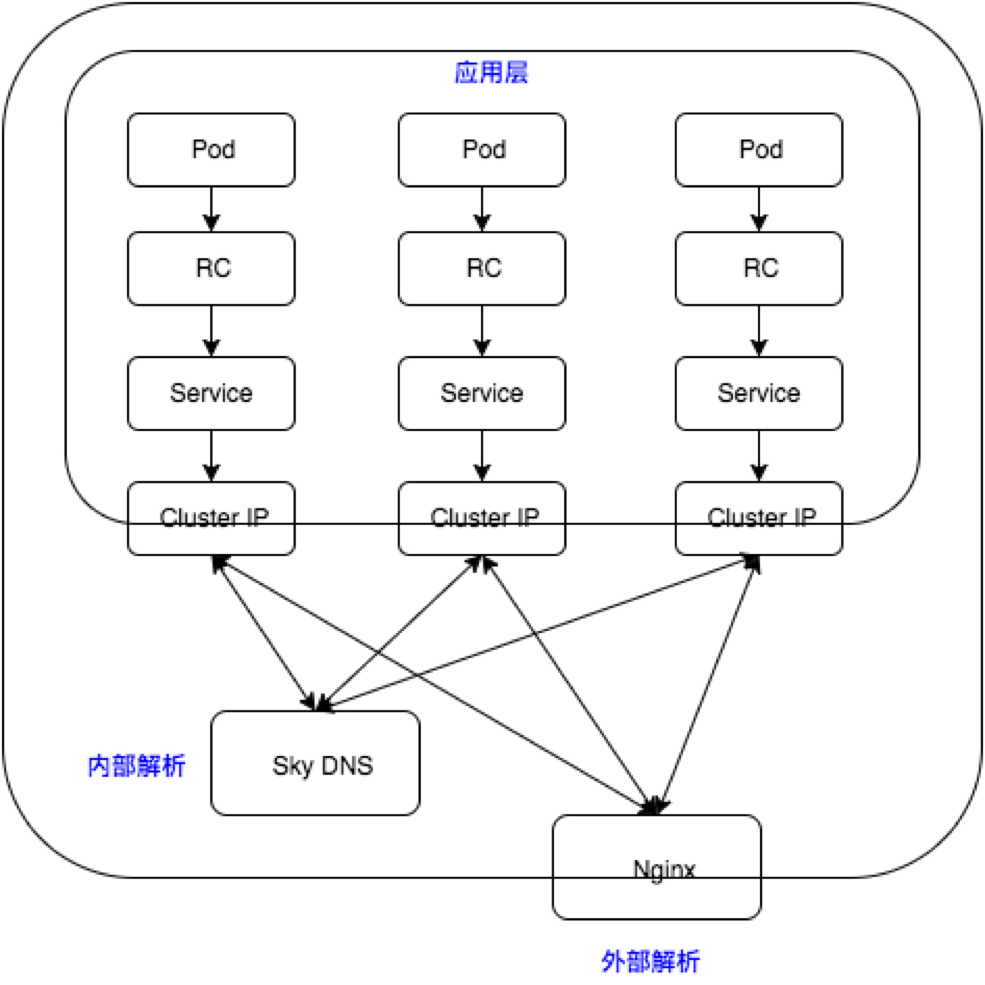 应用层
Pod
Pod
Pod
RC
RC
RC
Service
Service
Service
Cluster IP
Cluster IP
Cluster IP
内部解析
Sky DNS
Nginx
外部解析